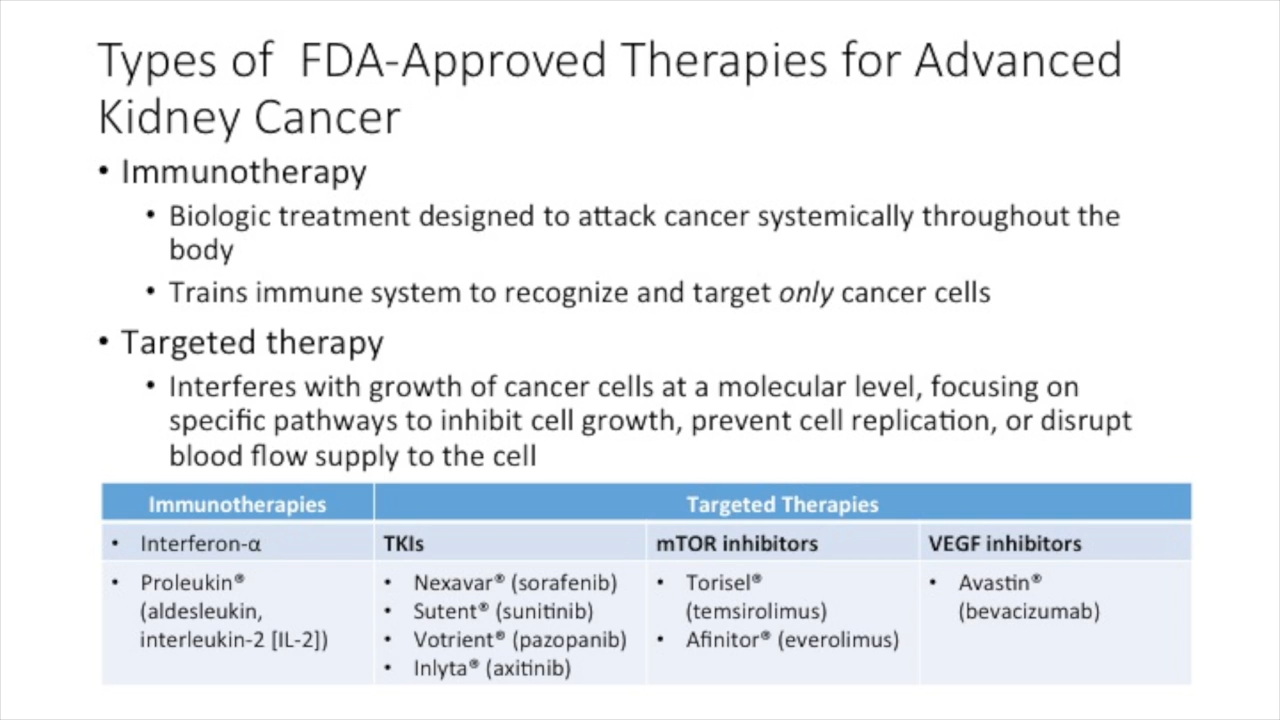 Types of  FDA-Approved Therapies for Advanced
Kidney Cancer
• Immunotherapy
• Biologic treatment designed to attack cancer systemically throughout the
body
• Trains immune system to recognize and target only cancer cells
• Targeted therapy
• Interferes with growth of cancer cells at a molecular level, focusing on
specific pathways to inhibit cell growth, prevent cell replication, or disrupt
blood flow supply to the cell
Immunotherapies
Targeted Therapies
• Interferon-α
TKIs
mTOR inhibitors
VEGF inhibitors
• Proleukin®
(aldesleukin,
interleukin-2 [IL-2])
• Nexavar® (sorafenib)
• Sutent® (sunitinib)
• Votrient® (pazopanib)
• Inlyta® (axitinib)
• Torisel®
(temsirolimus)
• Afinitor® (everolimus)
• Avastin®
(bevacizumab)